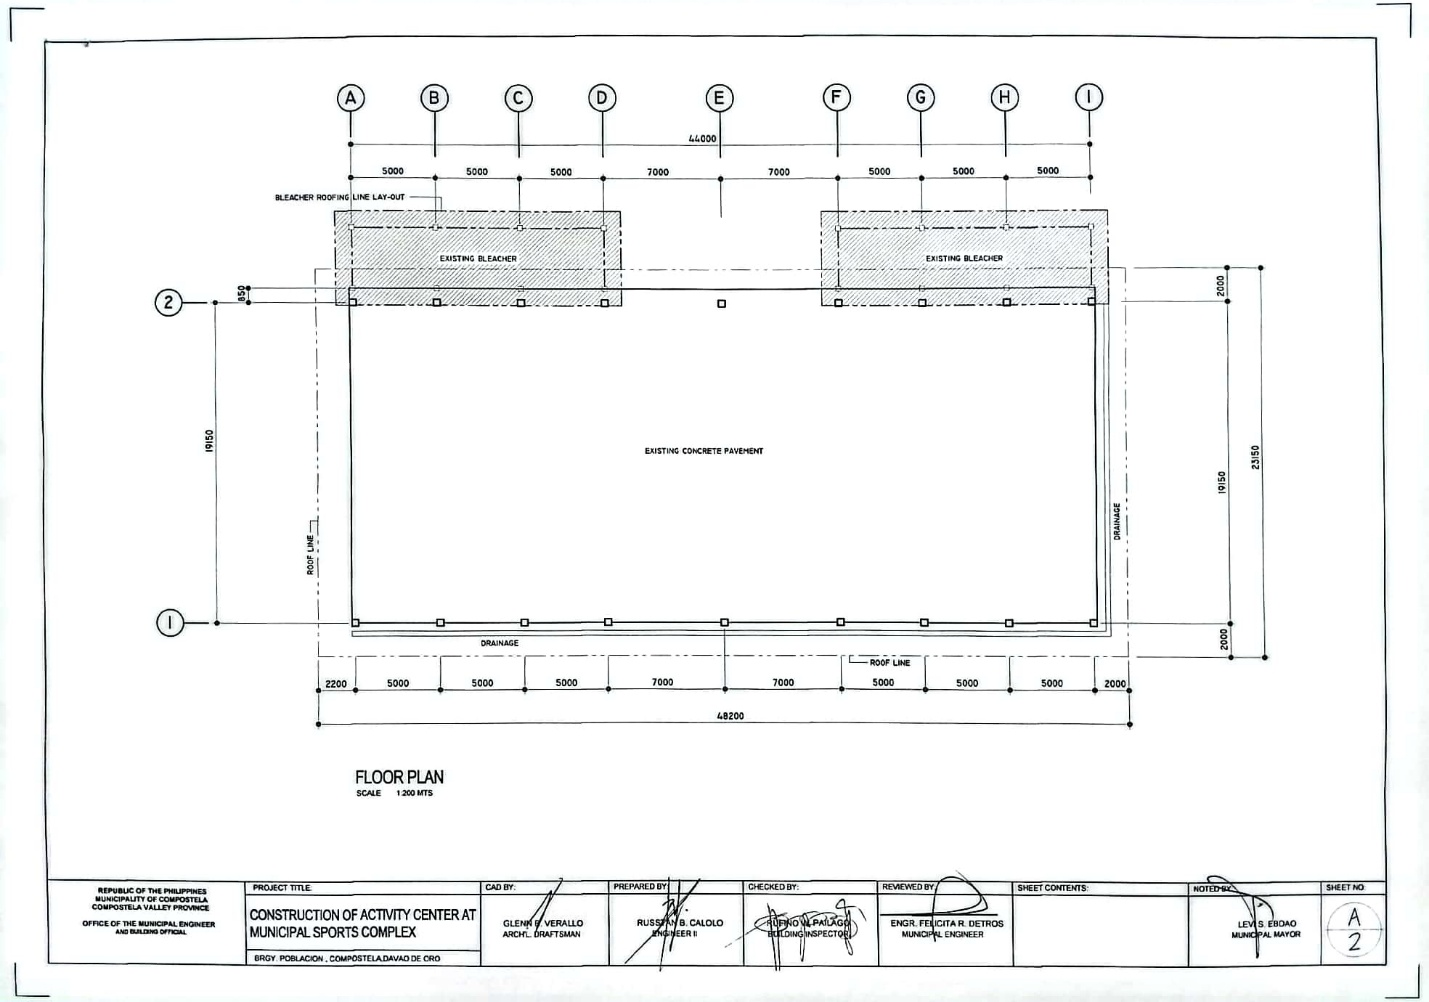 A B C D E F G H I
44000
5000 5000 5000 7000 7000 5000 5000 5000
BLEACHER ROOFING LINE LAY-OUT
EXISTING BLEACHER EXISTING BLEACHER
2
850
2000
19150
EXISTING CONCRETE PAVEMENT
19150
23150
DRAINAGE
ROOF LINE
1
DRAINAGE
2000
ROOF LINE
2200 5000 5000 5000 7000 7000 5000 5000 5000 2000
48200
FLOOR PLAN
SCALE 1:200 MTS
REPUBLIC OF THE PHILIPPINES
MUNICIPALITY OF COMPOSTELA
COMPOSTELA VALLEY PROVINCE
OFFICE OF THE MUNICIPAL ENGINEER
AND BUILDING OFFICIAL
PROJECT TITLE:
CONSTRUCTION OF ACTIVITY CENTER AT
MUNICIPAL SPORTS COMPLEX
BRGY. POBLACION , COMPOSTELA,DAVAO DE ORO
CAD BY:
GLENN VERALLO
ARCH'L. DRAFTSMAN
PREPARED BY:
B. CALOLO
ENGINEER II
CHECKED BY:
RUFINO PAILAGO
BUILDING INSPECTOR
REVIEWED BY:
ENGR. FELICITA R. DETROS
MUNICIPAL ENGINEER
SHEET CONTENTS:
NOTED BY:
S. EBDAO
MUNICIPAL MAYOR
SHEET NO:
A
2